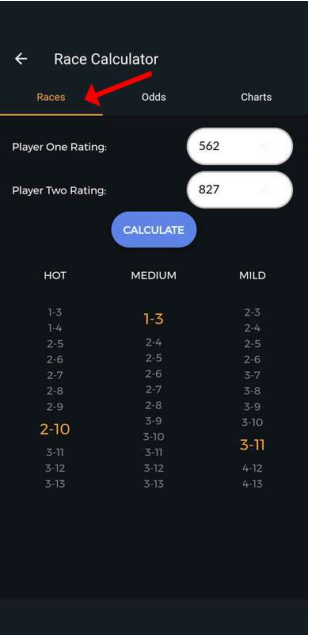 Race Calculator
Races Odds Charts
Player One Rating: 562
Player Two Rating: 827
CALCULATE
HOT MEDIUM MILD
1-3 1-3 2-3
1-4 2-4 2-4
2-5 2-5 2-5
2-6 2-6 2-6
2-7 2-7 3-7
2-8 2-8 3-8
2-9 3-9 3-9
2-10 3-10 3-10
3-11 3-11 3-11
3-12 3-12 4-12
3-13 3-13 4-13